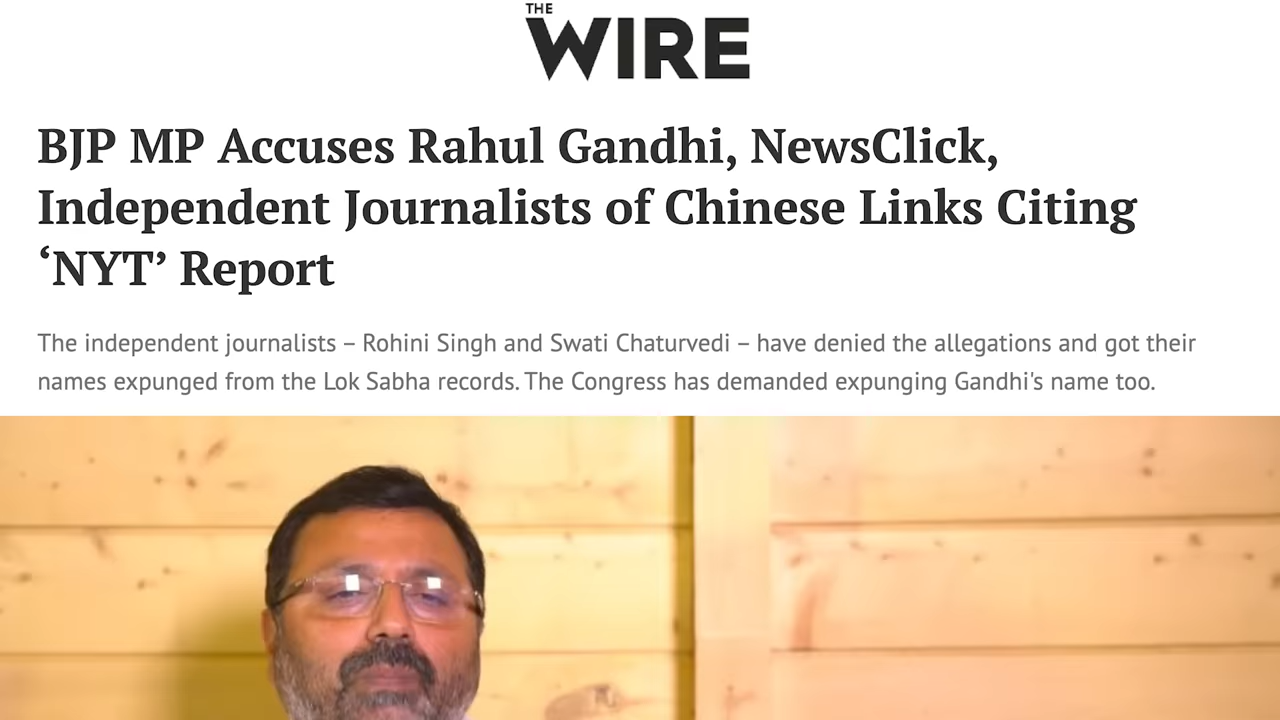 THE
WIRE
BJP MP Accuses Rahul Gandhi, NewsClick,
Independent Journalists of Chinese Links Citing
‘NYT’ Report
The independent journalists – Rohini Singh and Swati Chaturvedi – have denied the allegations and got their
names expunged from the Lok Sabha records. The Congress has demanded expunging Gandhi's name too.